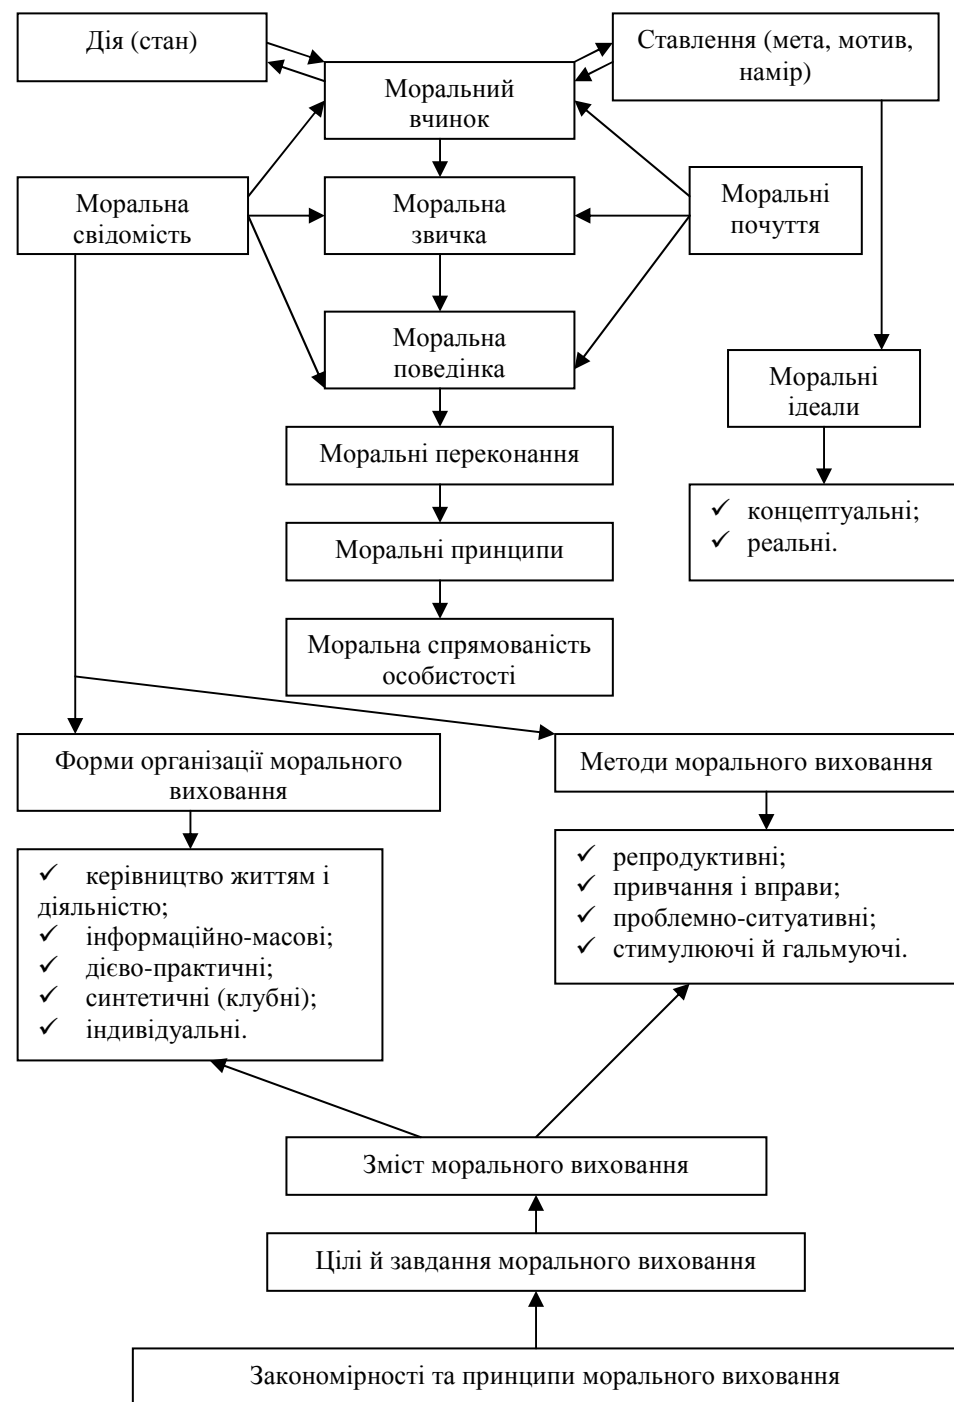 Дія (стан)
Ставлення (мета, мотив,
намір)
Моральний
вчинок
Моральна
свідомість
Моральна
звичка
Моральні
почуття
Моральна
поведінка
Моральні
ідеали
Моральні переконання
✓ концептуальні;
✓ реальні.
Моральні принципи
Моральна спрямованість
особистості
Форми організації морального
виховання
Методи морального виховання
✓ керівництво життям і
діяльністю;
✓ інформаційно-масові;
✓ дієво-практичні;
✓ синтетичні (клубні);
✓ індивідуальні.
✓ репродуктивні;
✓ привчання і вправи;
✓ проблемно-ситуативні;
✓ стимулюючі й гальмуючі.
Зміст морального виховання
Цілі й завдання морального виховання
Закономірності та принципи морального виховання